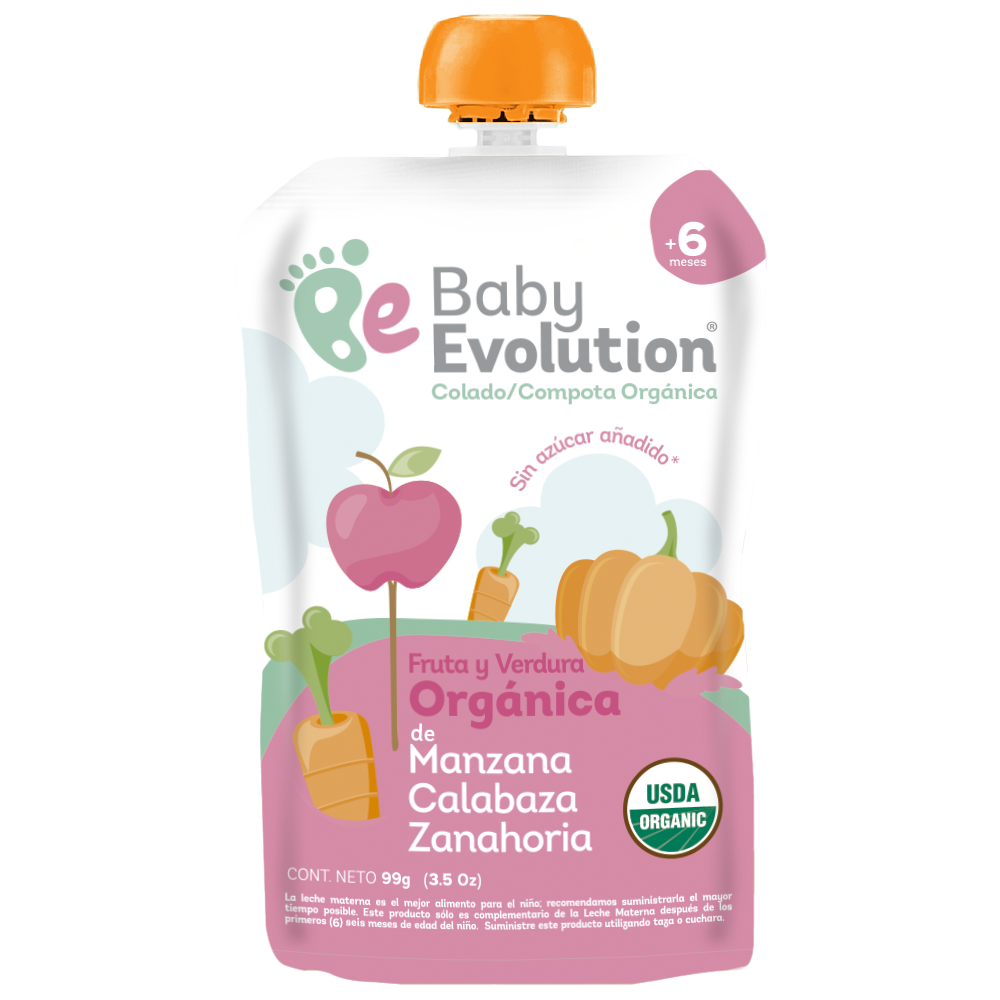 +6
meses
Be
Baby
Evolution®
Colado/Compota Orgánica
Sin azúcar añadido*
Fruta y Verdura
Orgánica
de
Manzana
Calabaza
Zanahoria
USDA
ORGANIC
CONT. NETO 99g (3.5 Oz)
La leche materna es el mejor alimento para el niño; recomendamos suministrarla el mayor
tiempo posible. Este producto sólo es complementario de la Leche Materna después de los
primeros (6) seis meses de edad del niño. Suministre este producto utilizando taza o cuchara.